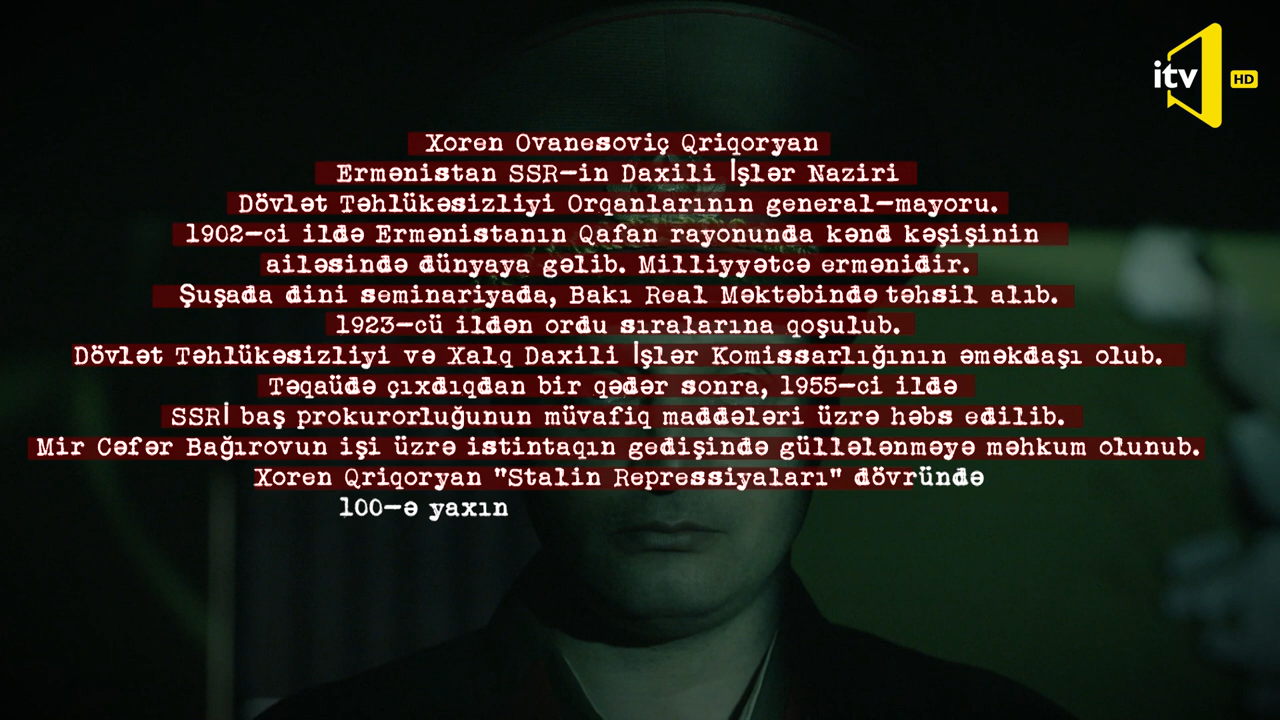 itv
HD
Xoren Ovanesoviç Qriqoryan
Ermənistan SSR-in Daxili İşlər Naziri
Dövlət Təhlükəsizliyi Orqanlarının general-mayoru.
1902-ci ildə Ermənistanın Qafan rayonunda kənd kəşişinin
ailəsində dünyaya gəlib. Milliyyətcə ermənidir.
Şuşada dini seminariyada, Bakı Real Məktəbində təhsil alıb.
1923-cü ildən ordu sıralarına qoşulub.
Dövlət Təhlükəsizliyi və Xalq Daxili İşlər Komissarlığının əməkdaşı olub.
Təqaüdə çıxdıqdan bir qədər sonra, 1955-ci ildə
SSRİ baş prokurorluğunun müvafiq maddələri üzrə həbs edilib.
Mir Cəfər Bağırovun işi üzrə istintaqın gedişində güllələnməyə məhkum olunub.
Xoren Qriqoryan "Stalin Repressiyaları" dövründə
100-ə yaxın